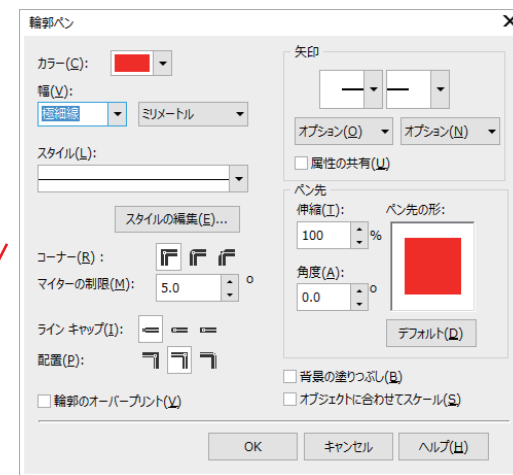 輪郭ペン
カラー(C):
幅(V):
極細線
ミリメートル
スタイル(L):
スタイルの編集(E)...
コーナー(R) :
マイターの制限(M):
5.0
o
ライン キャップ(I):
配置(P):
輪郭のオーバープリント(V)
矢印
オプション(O)
オプション(N)
属性の共有(U)
ペン先
伸縮(T):
ペン先の形:
100
%
角度(A):
0.0
o
デフォルト(D)
背景の塗りつぶし(B)
オブジェクトに合わせてスケール(S)
OK
キャンセル
ヘルプ(H)